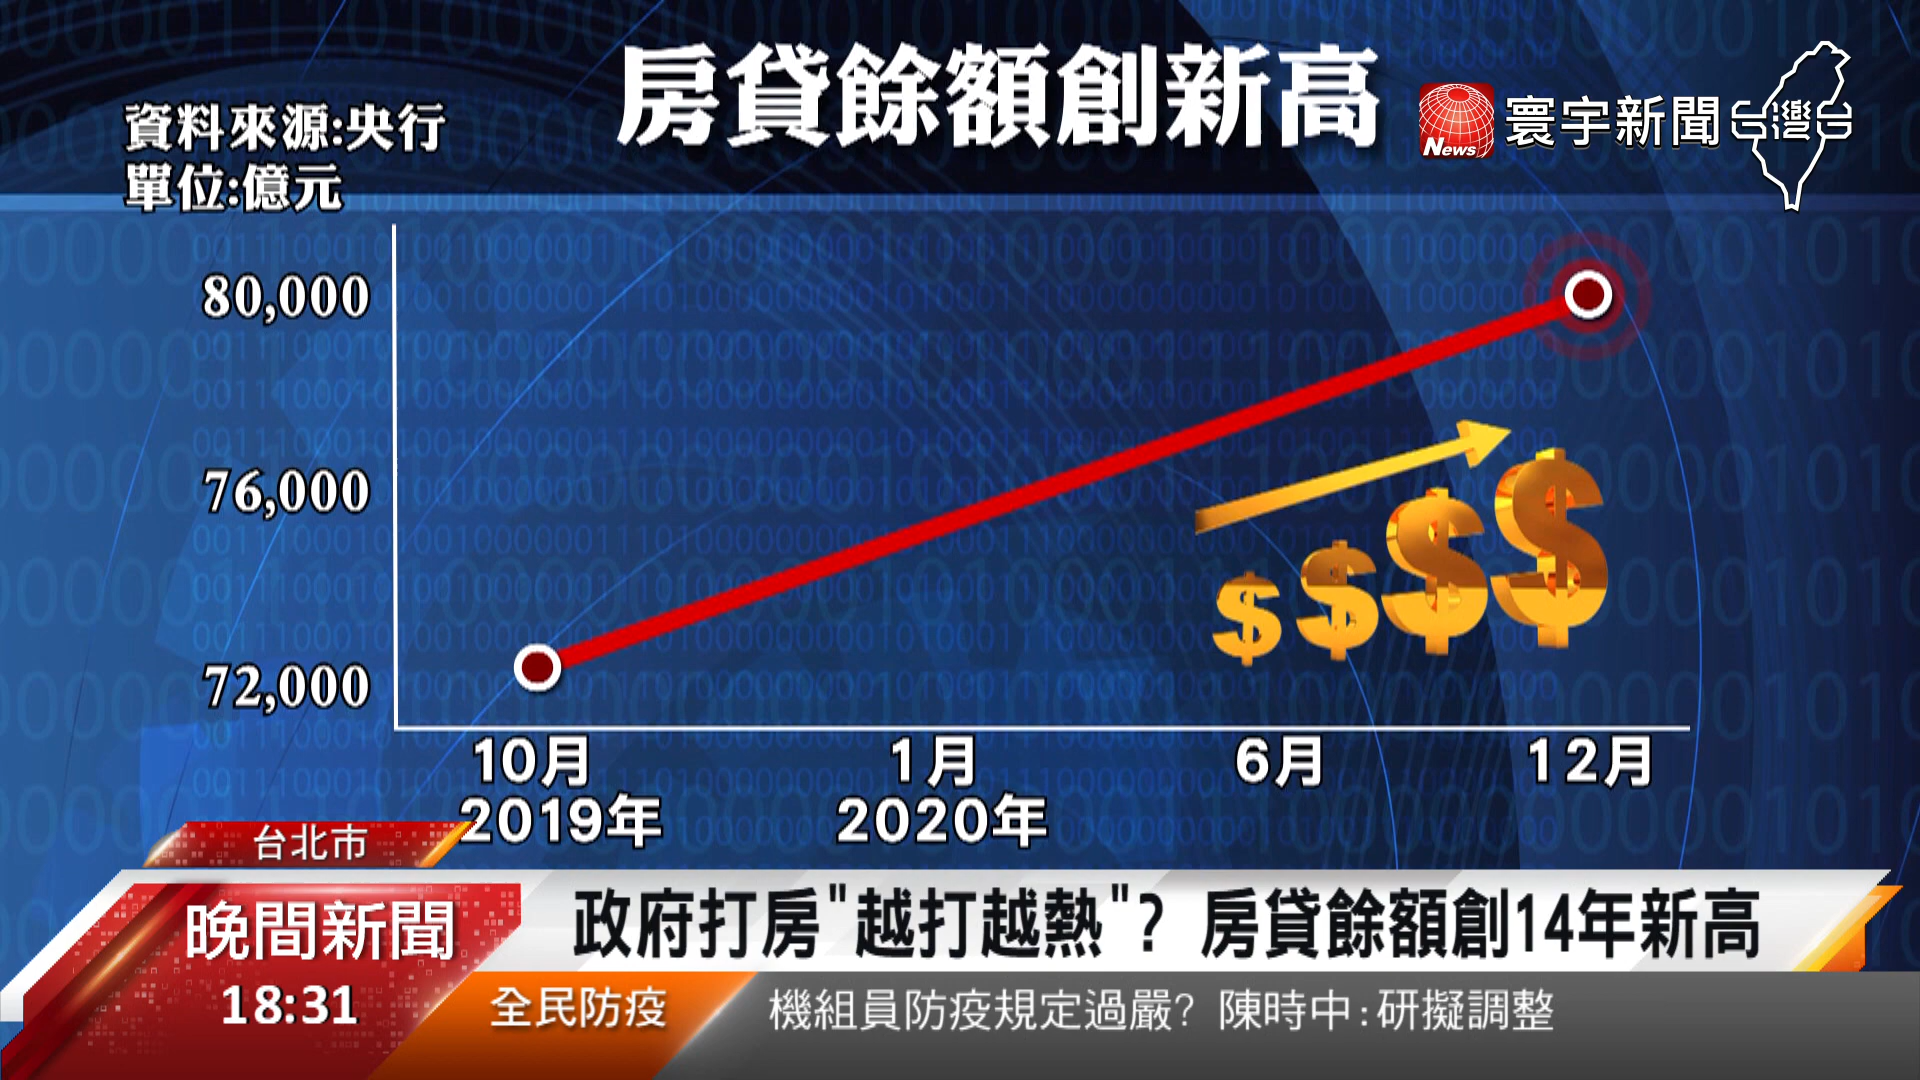 房貸餘額創新高
資料來源:央行
單位:億元
News 寰宇新聞 台灣台
80,000
76,000
72,000
10月 1月 6月 12月
2019年 2020年
台北市
晚間新聞
政府打房"越打越熱"? 房貸餘額創14年新高
18:31
全民防疫
機組員防疫規定過嚴? 陳時中:研擬調整